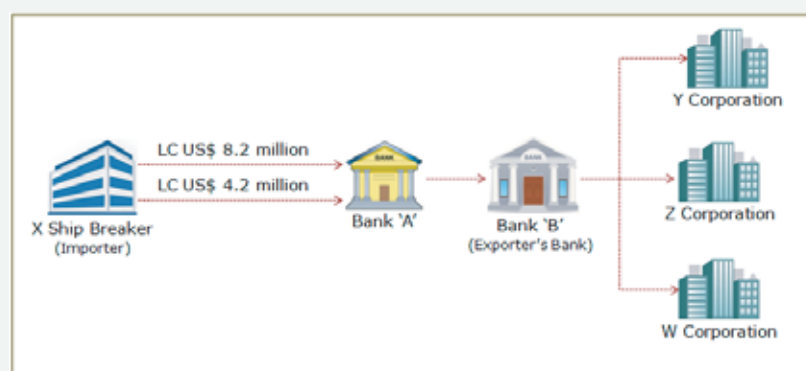 Y Corporation
LC US$ 8.2 million
BANK
BANK
LC US$ 4.2 million
X Ship Breaker
(Importer)
Bank ‘A’
Bank ‘B’
(Exporter's Bank)
Z Corporation
W Corporation